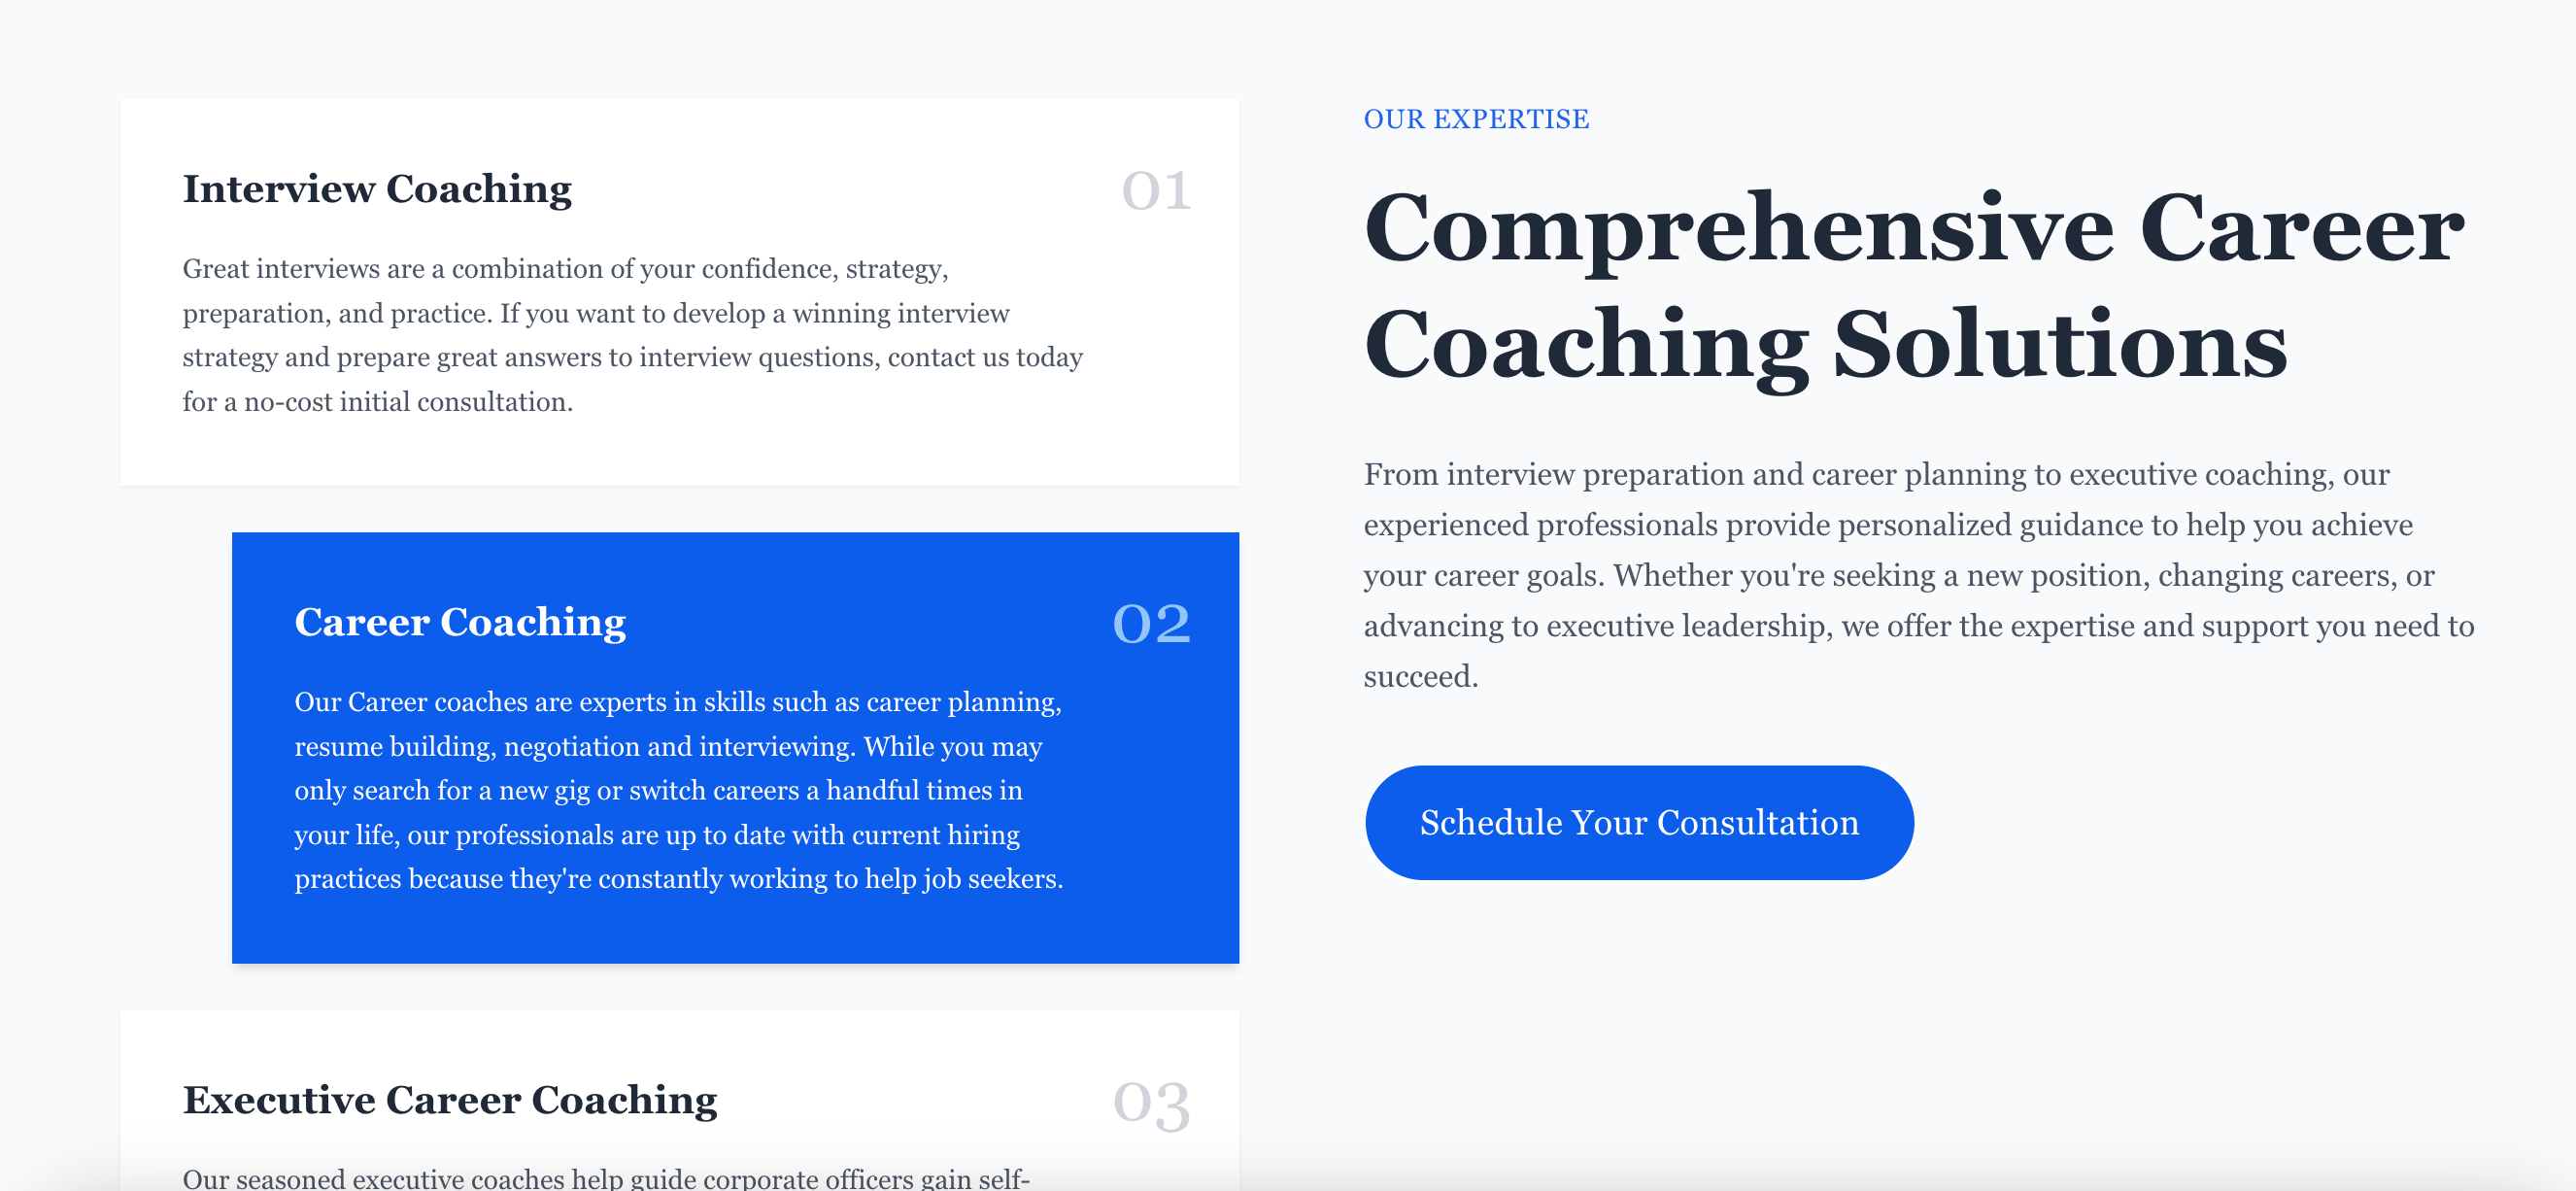 Interview Coaching
01
Great interviews are a combination of your confidence, strategy,
preparation, and practice. If you want to develop a winning interview
strategy and prepare great answers to interview questions, contact us today
for a no-cost initial consultation.
Career Coaching
02
Our Career coaches are experts in skills such as career planning,
resume building, negotiation and interviewing. While you may
only search for a new gig or switch careers a handful times in
your life, our professionals are up to date with current hiring
practices because they're constantly working to help job seekers.
Executive Career Coaching
03
Our seasoned executive coaches help guide corporate officers gain self-
OUR EXPERTISE
Comprehensive Career
Coaching Solutions
From interview preparation and career planning to executive coaching, our
experienced professionals provide personalized guidance to help you achieve
your career goals. Whether you're seeking a new position, changing careers, or
advancing to executive leadership, we offer the expertise and support you need to
succeed.
Schedule Your Consultation